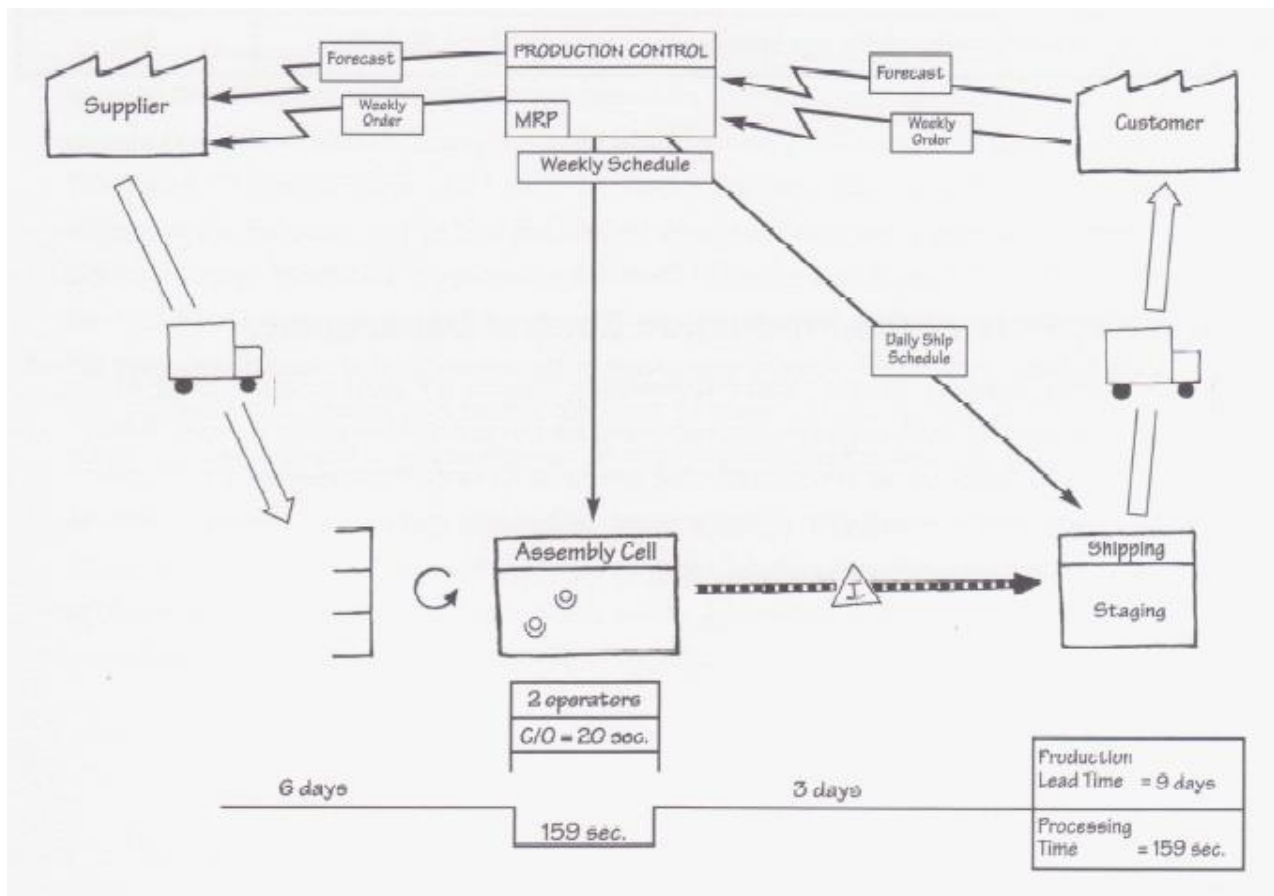 PRODUCTION CONTROL
Forecast
Forecast
Supplier
Weekly
Order
MRP
Weekly
Order
Customer
Weekly Schedule
Daily Ship
Schedule
Assembly Cell
Shipping
I
Staging
2 operators
C/O = 20 sec.
Production
Lead Time = 9 days
6 days
3 days
159 sec.
Processing
Time = 159 sec.